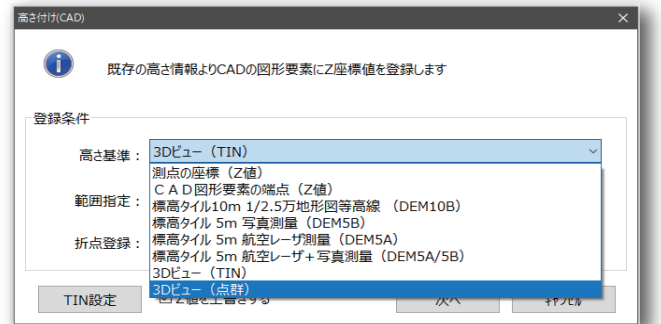 高さ付け(CAD)
既存の高さ情報よりCADの図形要素にZ座標値を登録します
登録条件
高さ基準： 3Dビュー（TIN）
測点の座標（Z値）
ＣＡＤ図形要素の端点（Z値）
範囲指定： 標高タイル10m 1/2.5万地形図等高線 （DEM10B）
標高タイル 5m 写真測量（DEM5B）
折点登録： 標高タイル 5m 航空レーザ測量（DEM5A）
標高タイル 5m 航空レーザ+写真測量（DEM5A/5B）
3Dビュー（TIN）
3Dビュー（点群）
TIN設定 Z値を上書きする 次へ キャンセル